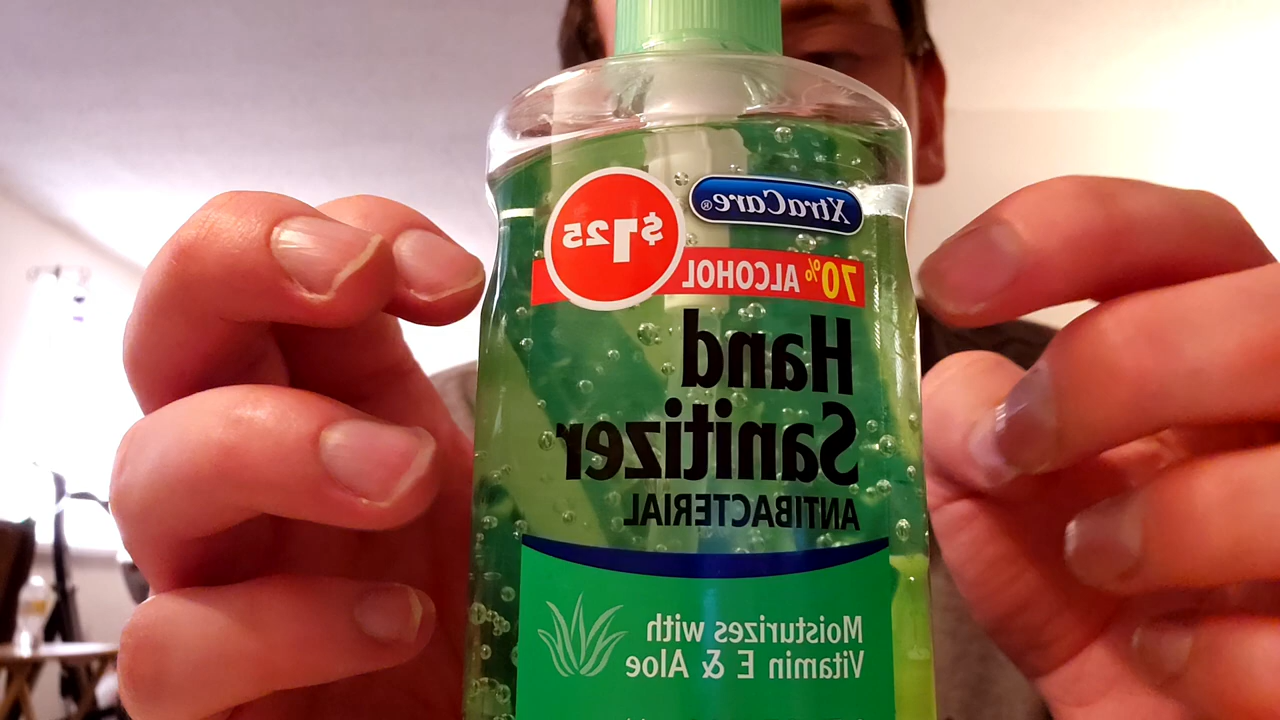 XtraCare®
$1.25
70% ALCOHOL
Hand
Sanitizer
ANTIBACTERIAL
Moisturizes with
Vitamin E & Aloe